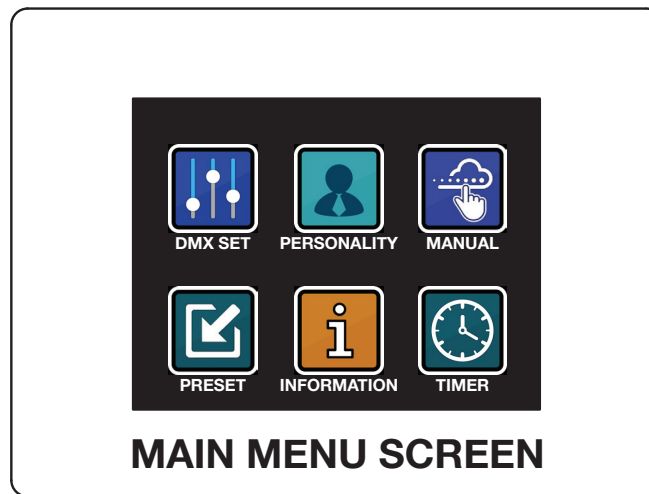 DMX SET PERSONALITY MANUAL
PRESET INFORMATION TIMER
MAIN MENU SCREEN